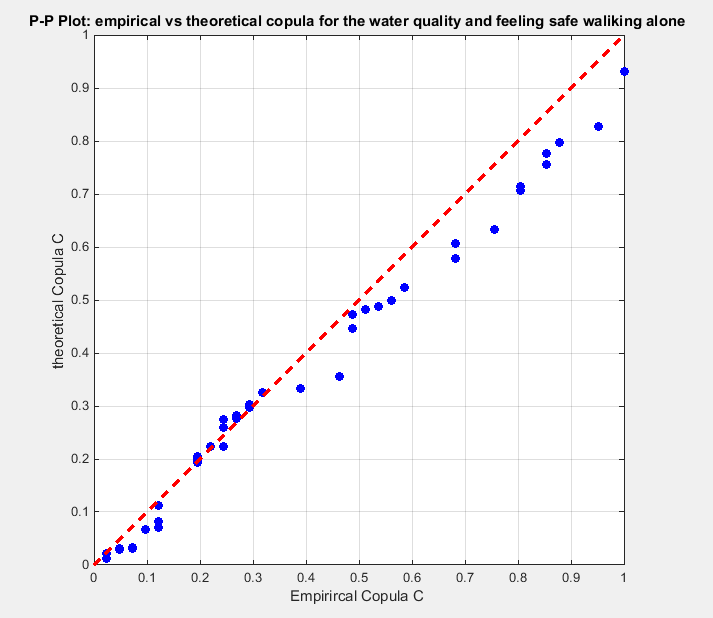 P-P Plot: empirical vs theoretical copula for the water quality and feeling safe waliking alone
1
0.9
0.8
0.7
0.6
0.5
0.4
0.3
0.2
0.1
0
theoretical Copula C
0 0.1 0.2 0.3 0.4 0.5 0.6 0.7 0.8 0.9 1
Empirircal Copula C